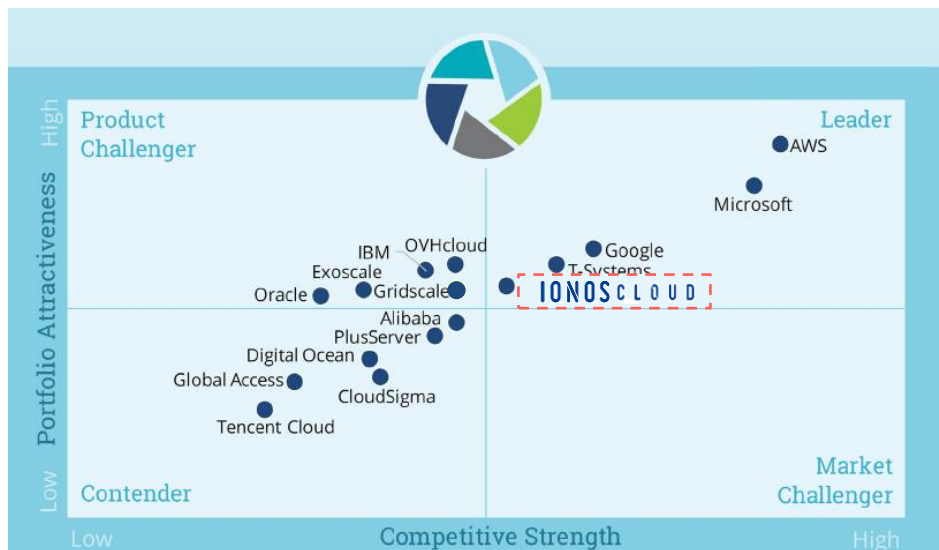 High
Product
Challenger
Leader
AWS
Microsoft
Google
OVHcloud
IBM
T-Systems
Exoscale
IONOS CLOUD
Oracle
Gridscale
Alibaba
PlusServer
Digital Ocean
Global Access
CloudSigma
Tencent Cloud
Portfolio Attractiveness
Market
Challenger
Contender
Low
Low
Competitive Strength
High